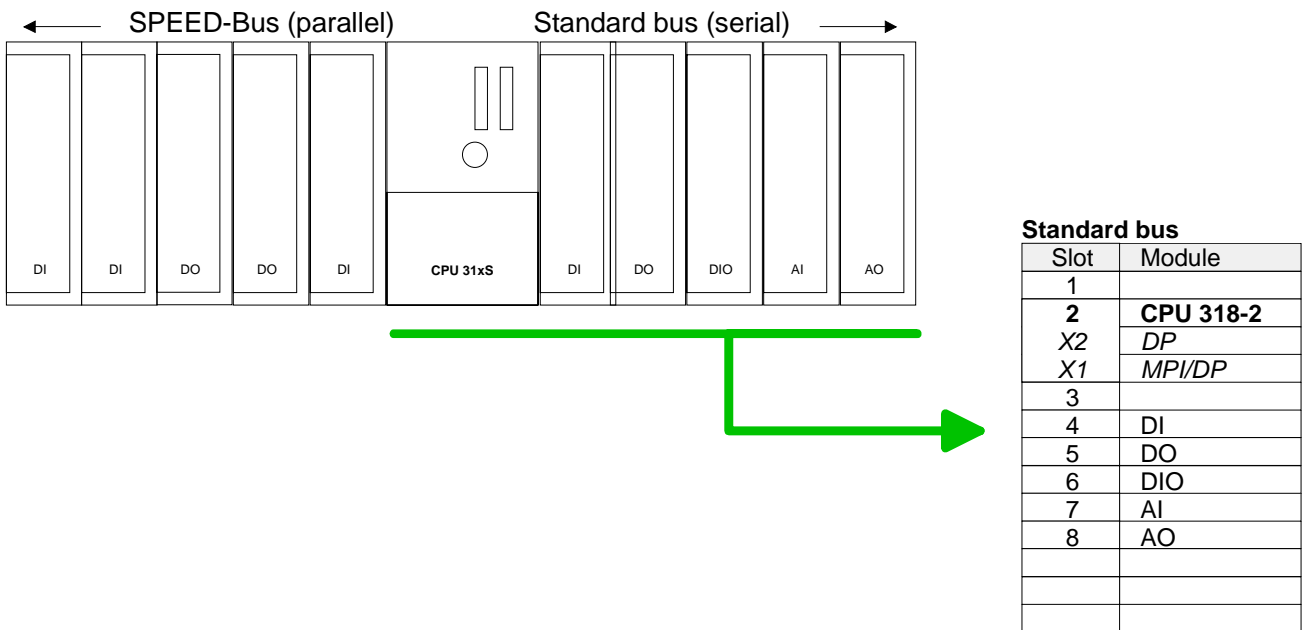 SPEED-Bus (parallel) Standard bus (serial)
DI DI DO DO DI CPU 31xS DI DO DIO AI AO
Standard bus
Slot Module
1
2 CPU 318-2
X2 DP
X1 MPI/DP
3
4 DI
5 DO
6 DIO
7 AI
8 AO